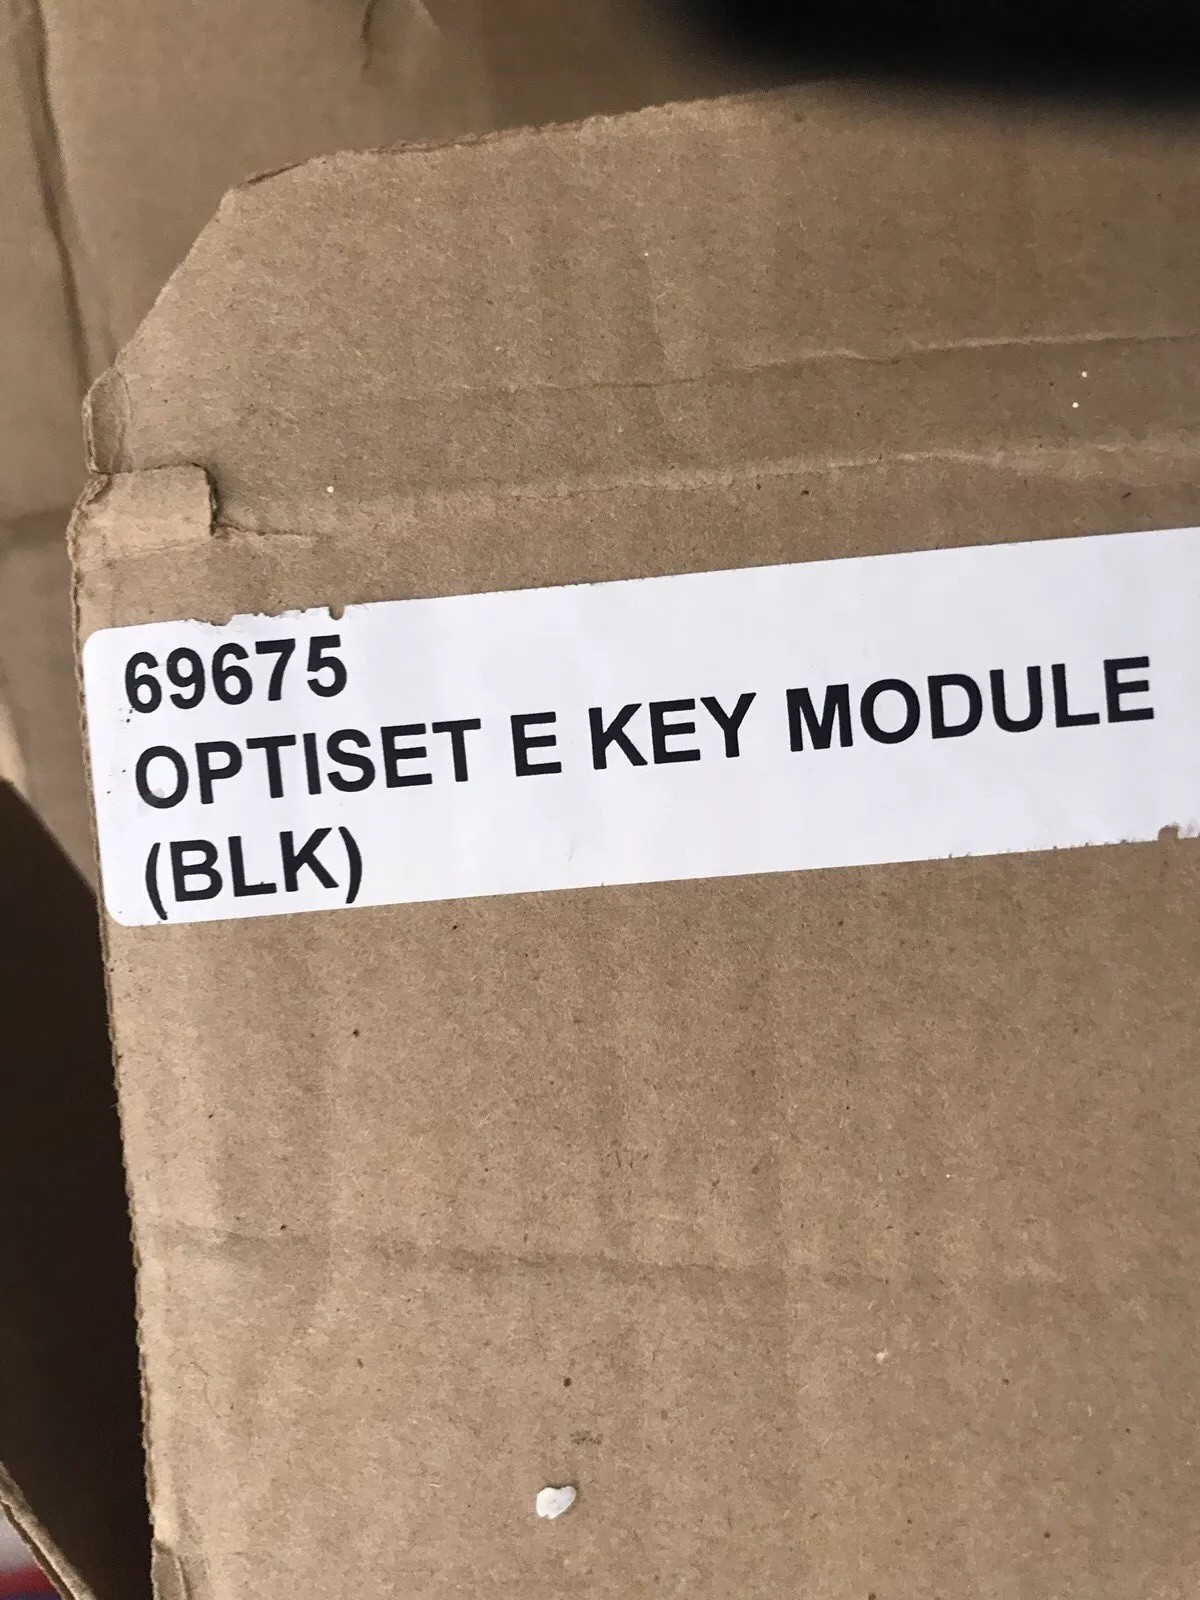 69675
OPTISET E KEY MODULE
(BLK)